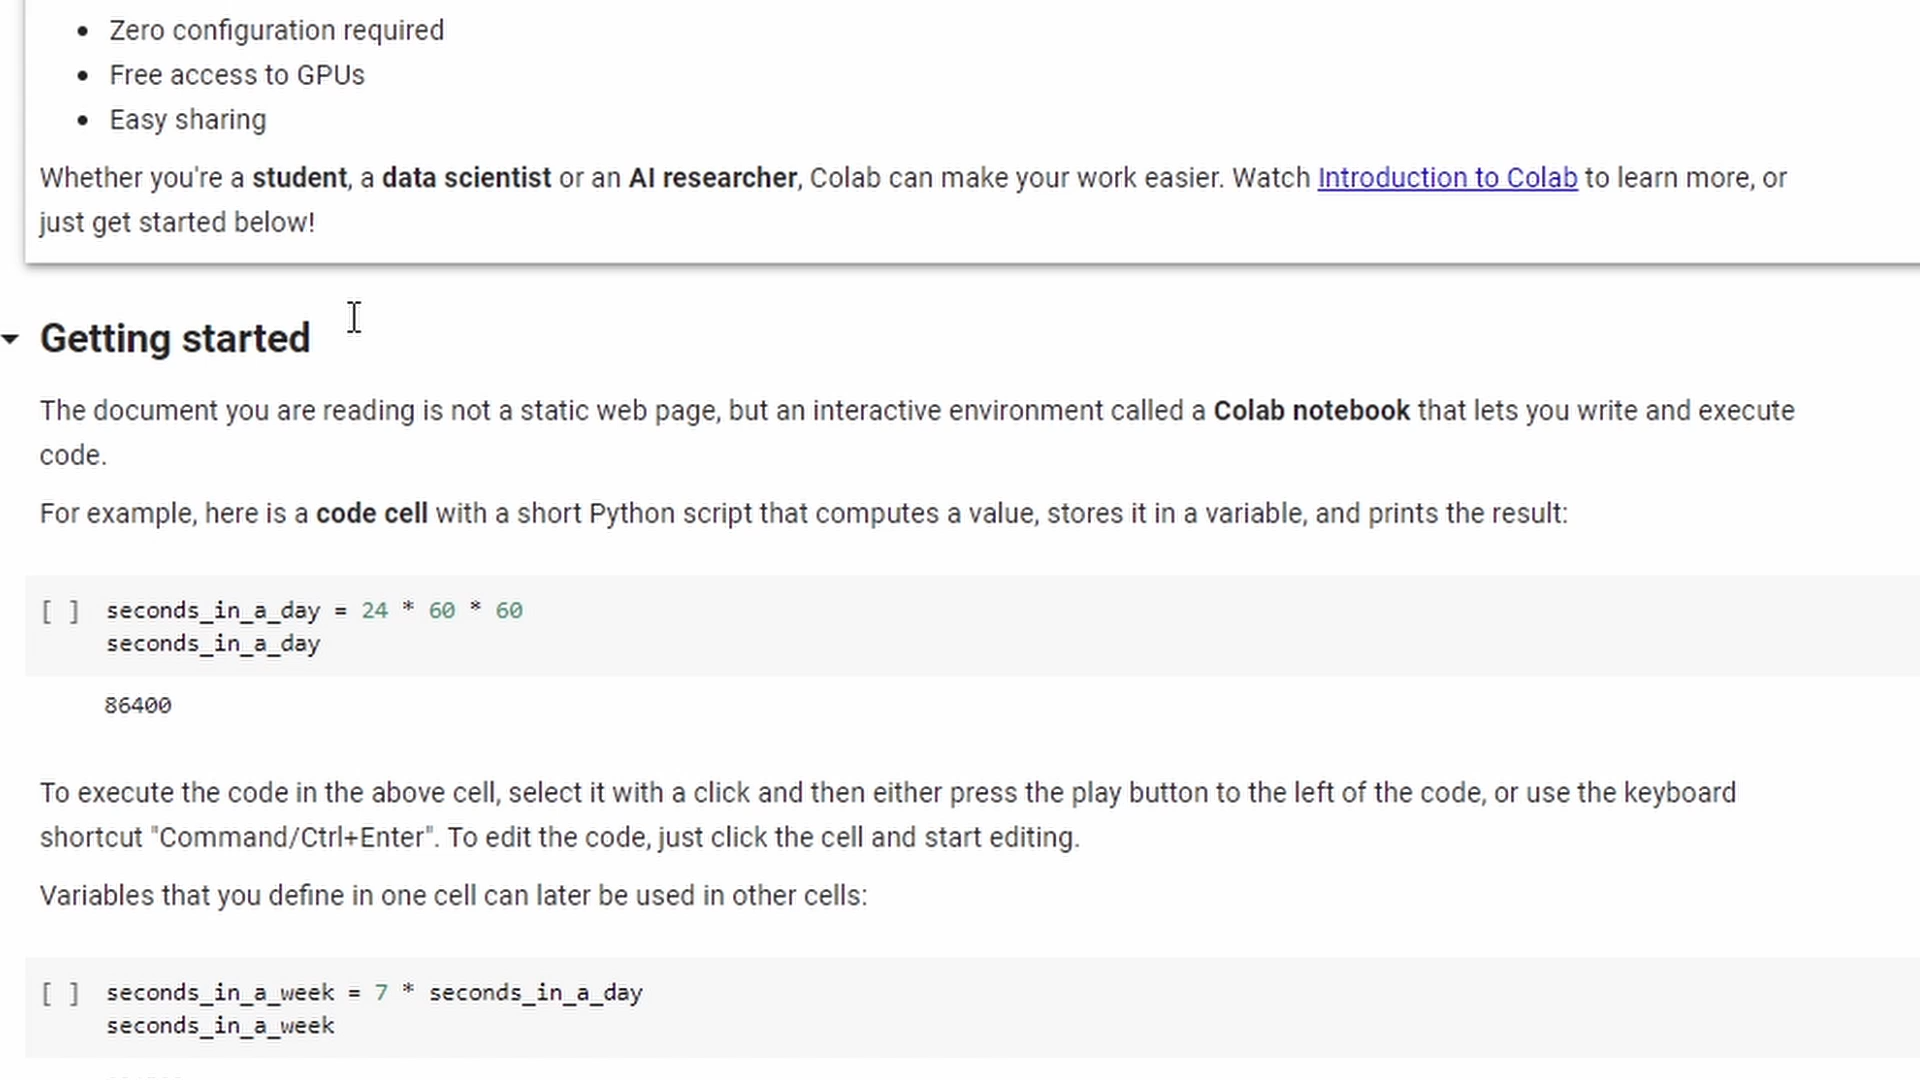 Zero configuration required
Free access to GPUs
Easy sharing
Whether you're a student, a data scientist or an AI researcher, Colab can make your work easier. Watch Introduction to Colab to learn more, or
just get started below!
Getting started
The document you are reading is not a static web page, but an interactive environment called a Colab notebook that lets you write and execute
code.
For example, here is a code cell with a short Python script that computes a value, stores it in a variable, and prints the result:
[ ] seconds_in_a_day = 24 * 60 * 60
seconds_in_a_day
86400
To execute the code in the above cell, select it with a click and then either press the play button to the left of the code, or use the keyboard
shortcut "Command/Ctrl+Enter". To edit the code, just click the cell and start editing.
Variables that you define in one cell can later be used in other cells:
[ ] seconds_in_a_week = 7 * seconds_in_a_day
seconds_in_a_week